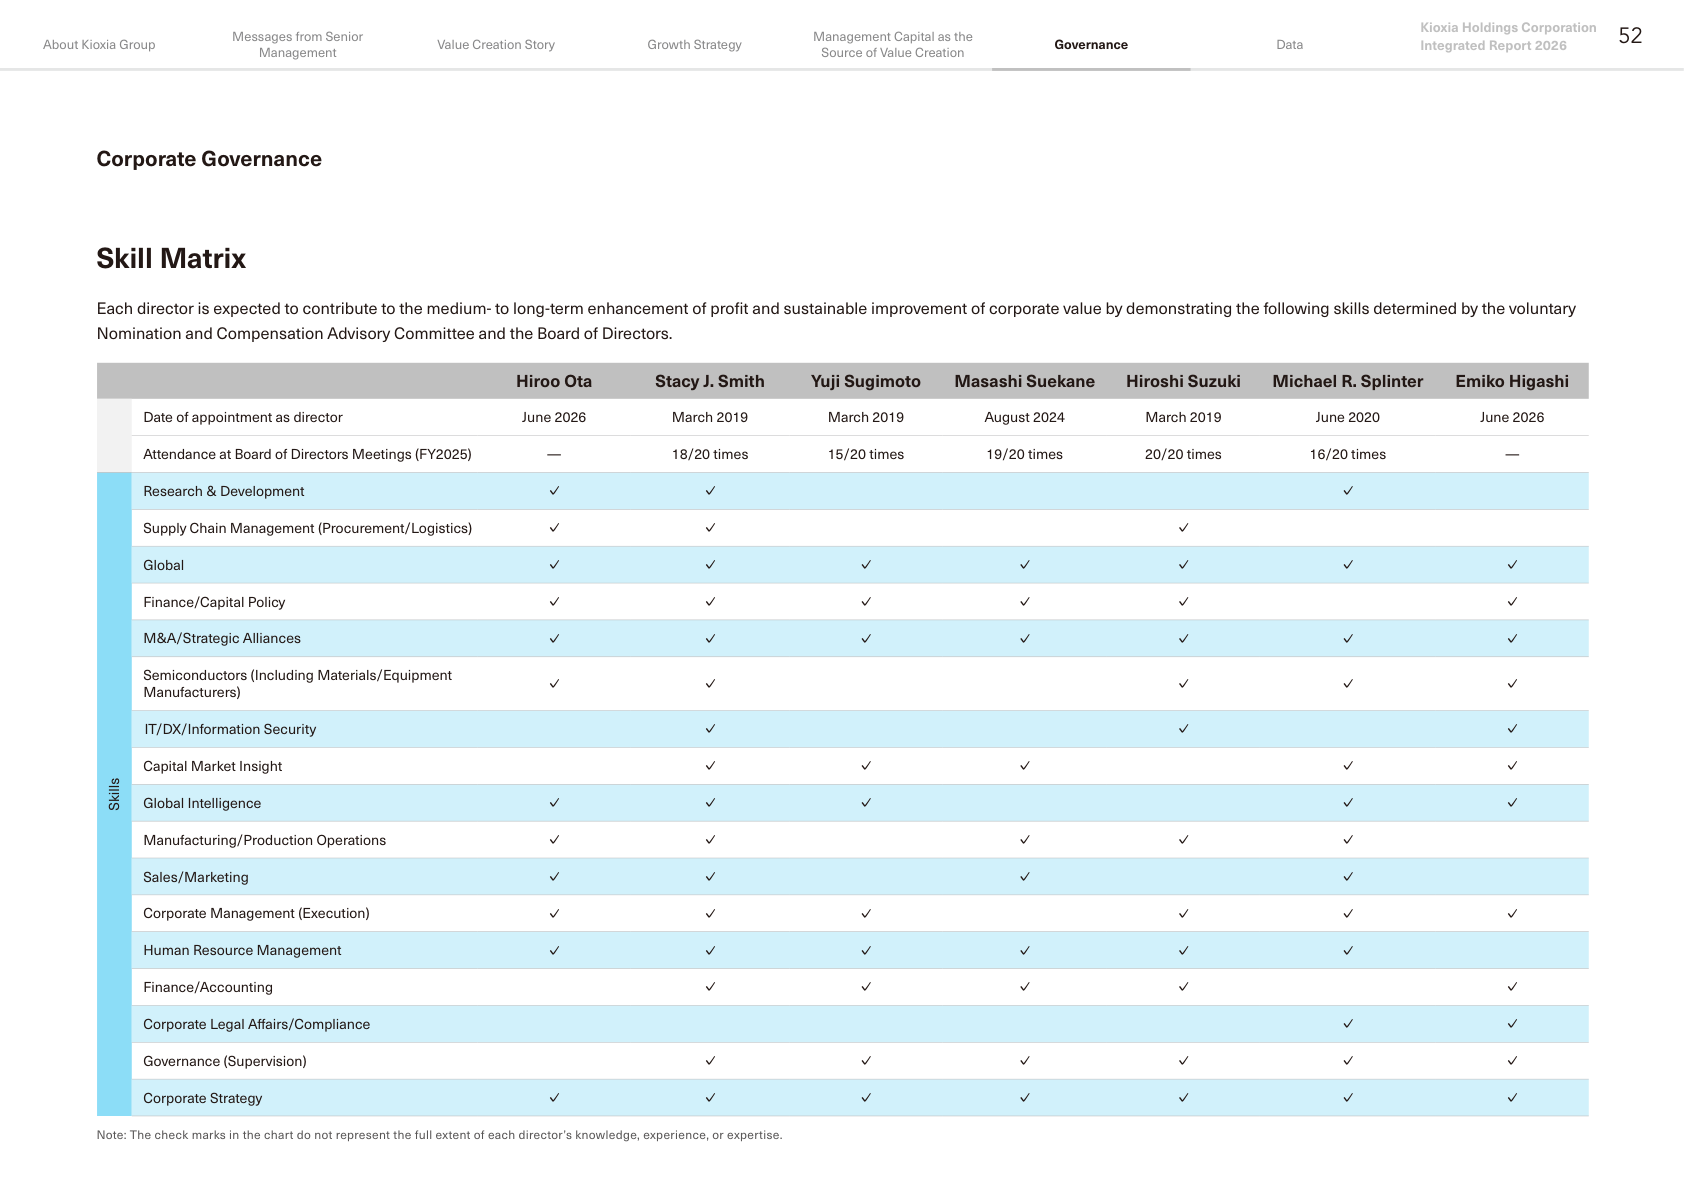 About Kioxia Group
Messages from Senior
Management
Value Creation Story
Growth Strategy
Management Capital as the
Source of Value Creation
Governance
Data
Kioxia Holdings Corporation
Integrated Report 2026
52
Corporate Governance
Skill Matrix
Each director is expected to contribute to the medium- to long-term enhancement of profit and sustainable improvement of corporate value by demonstrating the following skills determined by the voluntary
Nomination and Compensation Advisory Committee and the Board of Directors.
Hiroo Ota Stacy J. Smith Yuji Sugimoto Masashi Suekane Hiroshi Suzuki Michael R. Splinter Emiko Higashi
Date of appointment as director June 2026 March 2019 March 2019 August 2024 March 2019 June 2020 June 2026
Attendance at Board of Directors Meetings (FY2025) — 18/20 times 15/20 times 19/20 times 20/20 times 16/20 times —
Skills
Research & Development ✓ ✓ ✓
Supply Chain Management (Procurement/Logistics) ✓ ✓ ✓
Global ✓ ✓ ✓ ✓ ✓ ✓ ✓
Finance/Capital Policy ✓ ✓ ✓ ✓ ✓ ✓
M&A/Strategic Alliances ✓ ✓ ✓ ✓ ✓ ✓ ✓
Semiconductors (Including Materials/Equipment
Manufacturers) ✓ ✓ ✓ ✓ ✓
IT/DX/Information Security ✓ ✓ ✓
Capital Market Insight ✓ ✓ ✓ ✓ ✓
Global Intelligence ✓ ✓ ✓ ✓ ✓
Manufacturing/Production Operations ✓ ✓ ✓ ✓ ✓
Sales/Marketing ✓ ✓ ✓ ✓
Corporate Management (Execution) ✓ ✓ ✓ ✓ ✓ ✓
Human Resource Management ✓ ✓ ✓ ✓ ✓ ✓
Finance/Accounting ✓ ✓ ✓ ✓ ✓
Corporate Legal Affairs/Compliance ✓ ✓
Governance (Supervision) ✓ ✓ ✓ ✓ ✓ ✓
Corporate Strategy ✓ ✓ ✓ ✓ ✓ ✓ ✓
Note: The check marks in the chart do not represent the full extent of each director's knowledge, experience, or expertise.